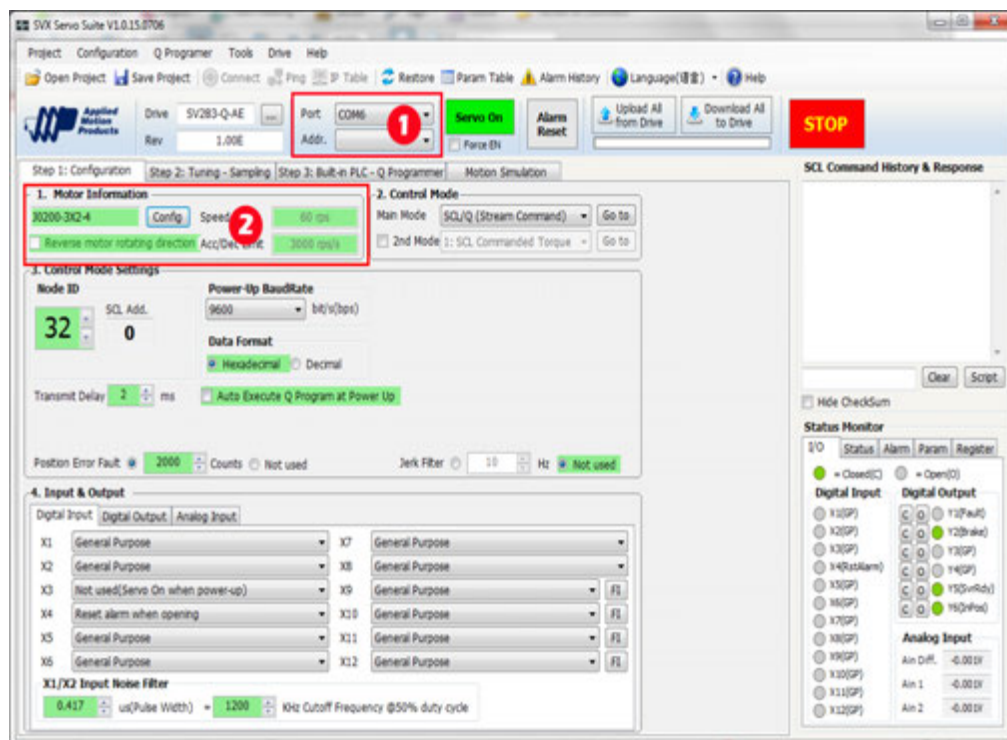 SVX Servo Suite V1.0.15.0706
Project Configuration Q Programer Tools Drive Help
Open Project Save Project Connect Ping IP Table Restore Param Table Alarm History Language(语言) Help
Applied Motion Products
Drive SV2B3-Q-AE ...
Rev 1.00E
Port COM6
Addr.
1
Servo On
Force EN
Alarm Reset
Upload All from Drive
Download All to Drive
STOP
Step 1: Configuration Step 2: Tuning - Sampling Step 3: Built-in PLC - Q Programmer Motion Simulation
1. Motor Information
J0200-3X2-4 Config 60 rps
2
Reverse motor rotating direction 3000 rps/s
2. Control Mode
Main Mode SCL/Q (Stream Command) Go to
2nd Mode 1: SCL Commanded Torque Go to
3. Control Mode Settings
Node ID
32
SCL Add.
0
Power-Up BaudRate
9600 bit/s(bps)
Data Format
Hexadecimal Decimal
Transmit Delay 2 ms Auto Execute Q Program at Power Up
Position Error Fault 2000 Counts Not used Jerk Filter 10 Hz Not used
4. Input & Output
Digital Input Digital Output Analog Input
X1 General Purpose X7 General Purpose
X2 General Purpose X8 General Purpose
X3 Not used(Servo On when power-up) X9 General Purpose FI
X4 Reset alarm when opening X10 General Purpose FI
X5 General Purpose X11 General Purpose FI
X6 General Purpose X12 General Purpose FI
X1/X2 Input Noise Filter
0.417 us(Pulse Width) = 1200 KHz Cutoff Frequency @50% duty cycle
SCL Command History & Response
Clear Script
Hide CheckSum
Status Monitor
I/O Status Alarm Param Register
= Closed(C) = Open(O)
Digital Input Digital Output
X1(GP) C O Y1(Fault)
X2(GP) C O Y2(Brake)
X3(GP) C O Y3(GP)
X4(RstAlarm) C O Y4(GP)
X5(GP) C O Y5(SvrRdy)
X6(GP) C O Y6(InPos)
X7(GP)
X8(GP) Analog Input
X9(GP) Ain Diff. -0.001V
X10(GP)
X11(GP) Ain 1 -0.001V
X12(GP) Ain 2 -0.001V